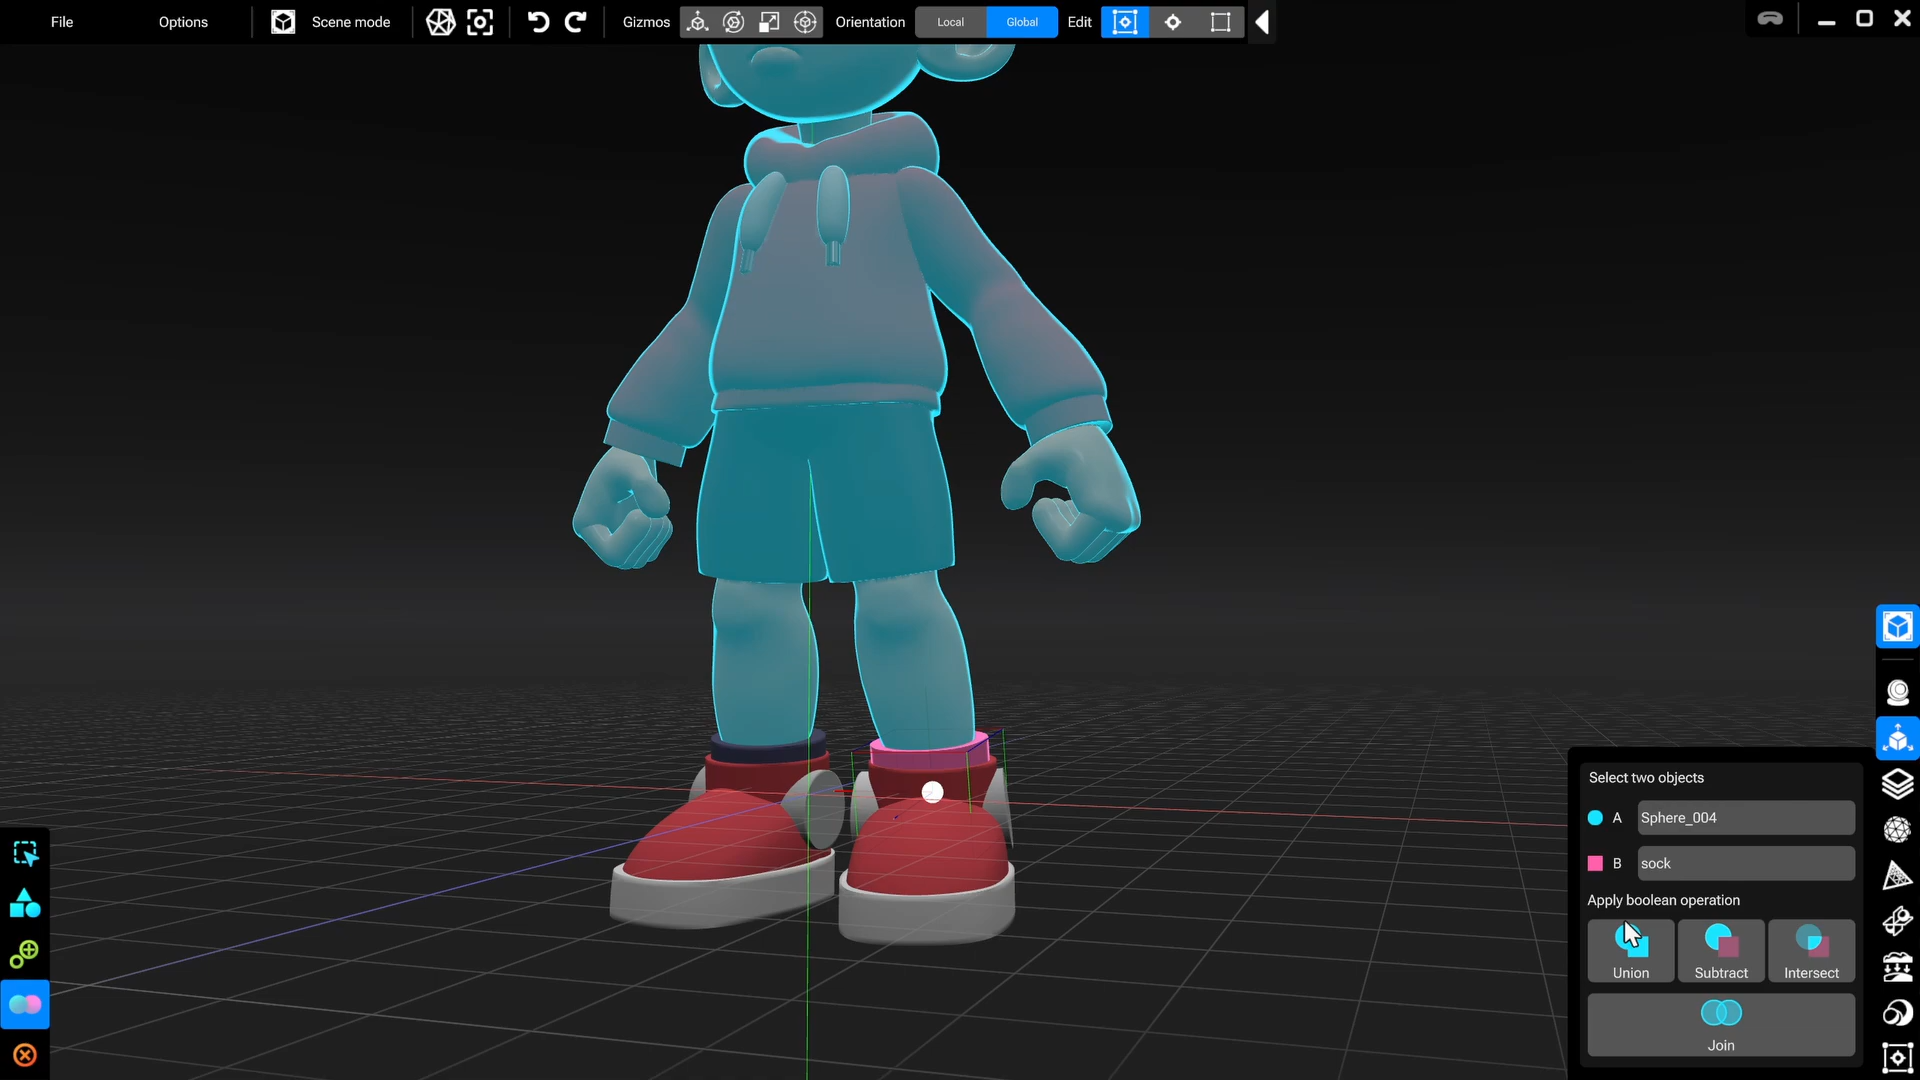 File
Options
Scene mode
Gizmos
Orientation
Local
Global
Edit
Select two objects
A
Sphere_004
B
sock
Apply boolean operation
Union
Subtract
Intersect
Join